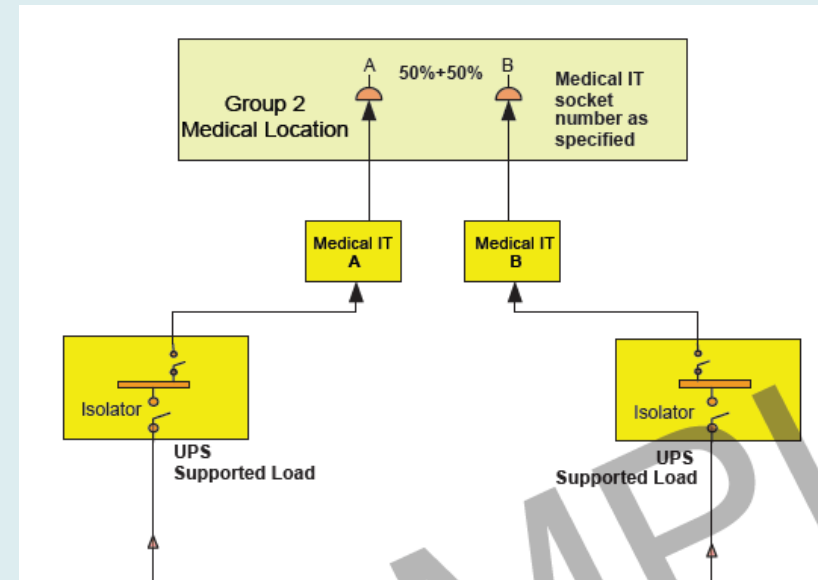 A
50%+50%
B
Group 2
Medical Location
Medical IT
socket
number as
specified
Medical IT
A
Medical IT
B
Isolator
UPS
Supported Load
Isolator
UPS
Supported Load